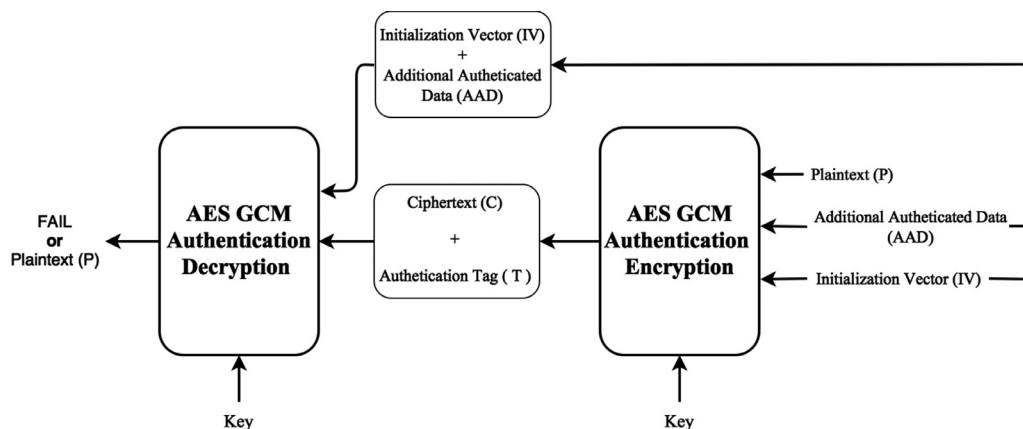 Initialization Vector (IV)
+
Additional Autheticated
Data (AAD)
AES GCM
Authentication
Decryption
FAIL
or
Plaintext (P)
Ciphertext (C)
+
Authetication Tag ( T )
AES GCM
Authentication
Encryption
Plaintext (P)
Additional Autheticated Data
(AAD)
Initialization Vector (IV)
Key
Key